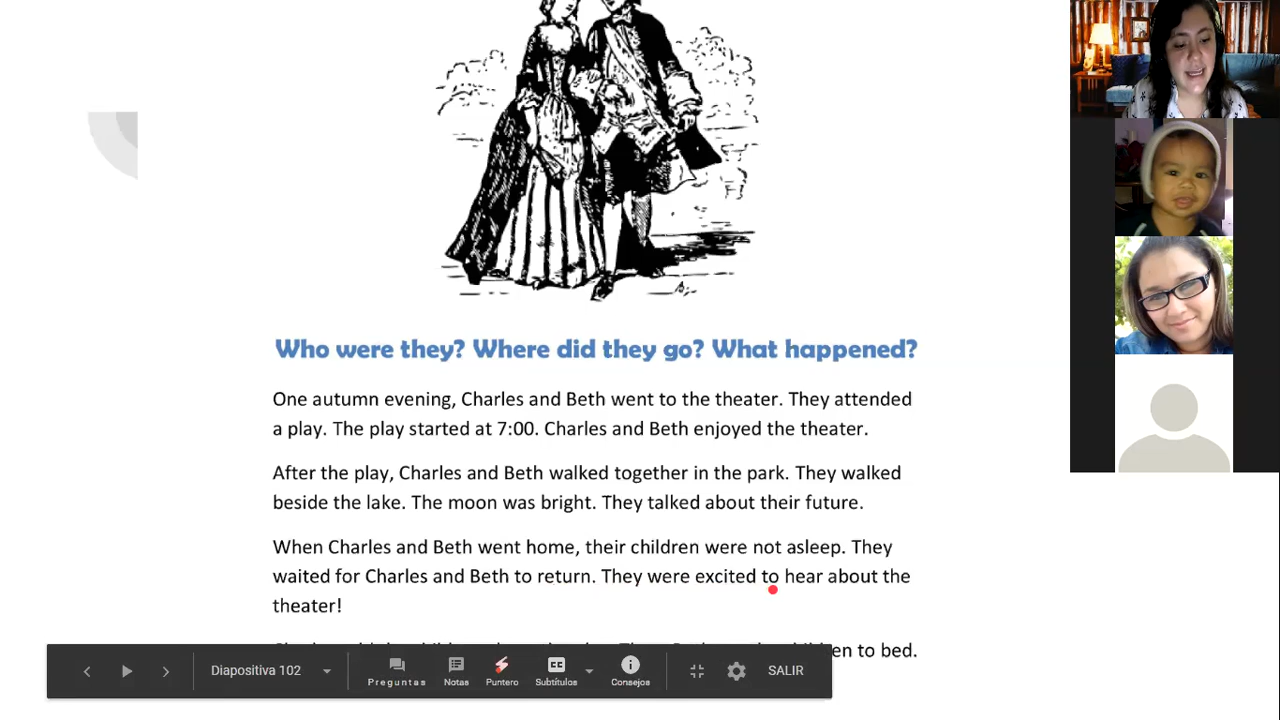 Who were they? Where did they go? What happened?
One autumn evening, Charles and Beth went to the theater. They attended
a play. The play started at 7:00. Charles and Beth enjoyed the theater.
After the play, Charles and Beth walked together in the park. They walked
beside the lake. The moon was bright. They talked about their future.
When Charles and Beth went home, their children were not asleep. They
waited for Charles and Beth to return. They were excited to hear about the
theater!
to bed.
Diapositiva 102
Preguntas
Notas
Puntero
CC
Subtítulos
Consejos
SALIR